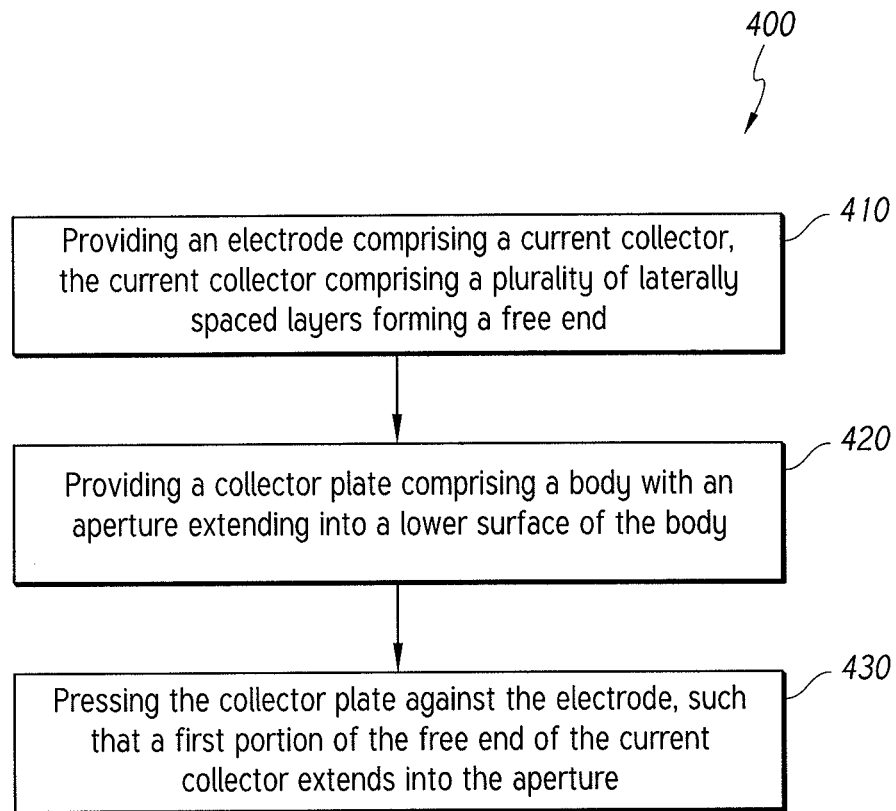 400
410
Providing an electrode comprising a current collector,
the current collector comprising a plurality of laterally
spaced layers forming a free end
420
Providing a collector plate comprising a body with an
aperture extending into a lower surface of the body
430
Pressing the collector plate against the electrode, such
that a first portion of the free end of the current
collector extends into the aperture